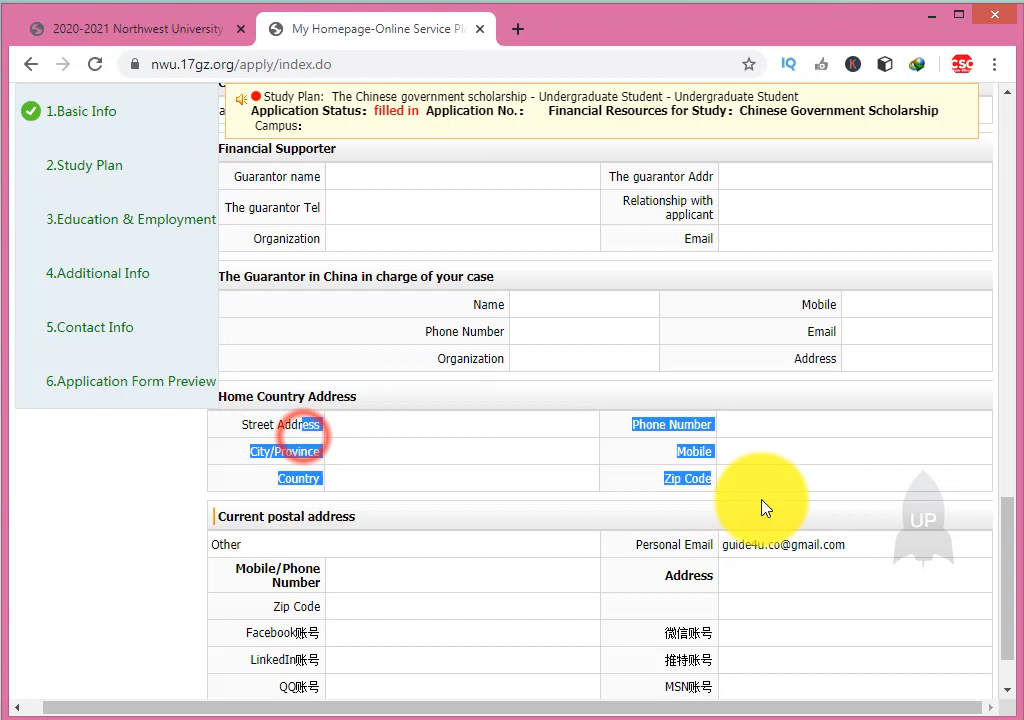 2020-2021 Northwest University
My Homepage-Online Service Pla
nwu.17gz.org/apply/index.do
IQ
K
CSC
1.Basic Info
2.Study Plan
3.Education & Employment
4.Additional Info
5.Contact Info
6.Application Form Preview
Study Plan: The Chinese government scholarship - Undergraduate Student - Undergraduate Student
Application Status: filled in Application No.: Financial Resources for Study: Chinese Government Scholarship
Campus:
Financial Supporter
Guarantor name The guarantor Addr
The guarantor Tel Relationship with
applicant
Organization Email
The Guarantor in China in charge of your case
Name Mobile
Phone Number Email
Organization Address
Home Country Address
Street Address Phone Number
City/Province Mobile
Country Zip Code
UP
Current postal address
Other Personal Email guide4u.co@gmail.com
Mobile/Phone
Number Address
Zip Code
Facebook账号 微信账号
LinkedIn账号 推特账号
QQ账号 MSN账号